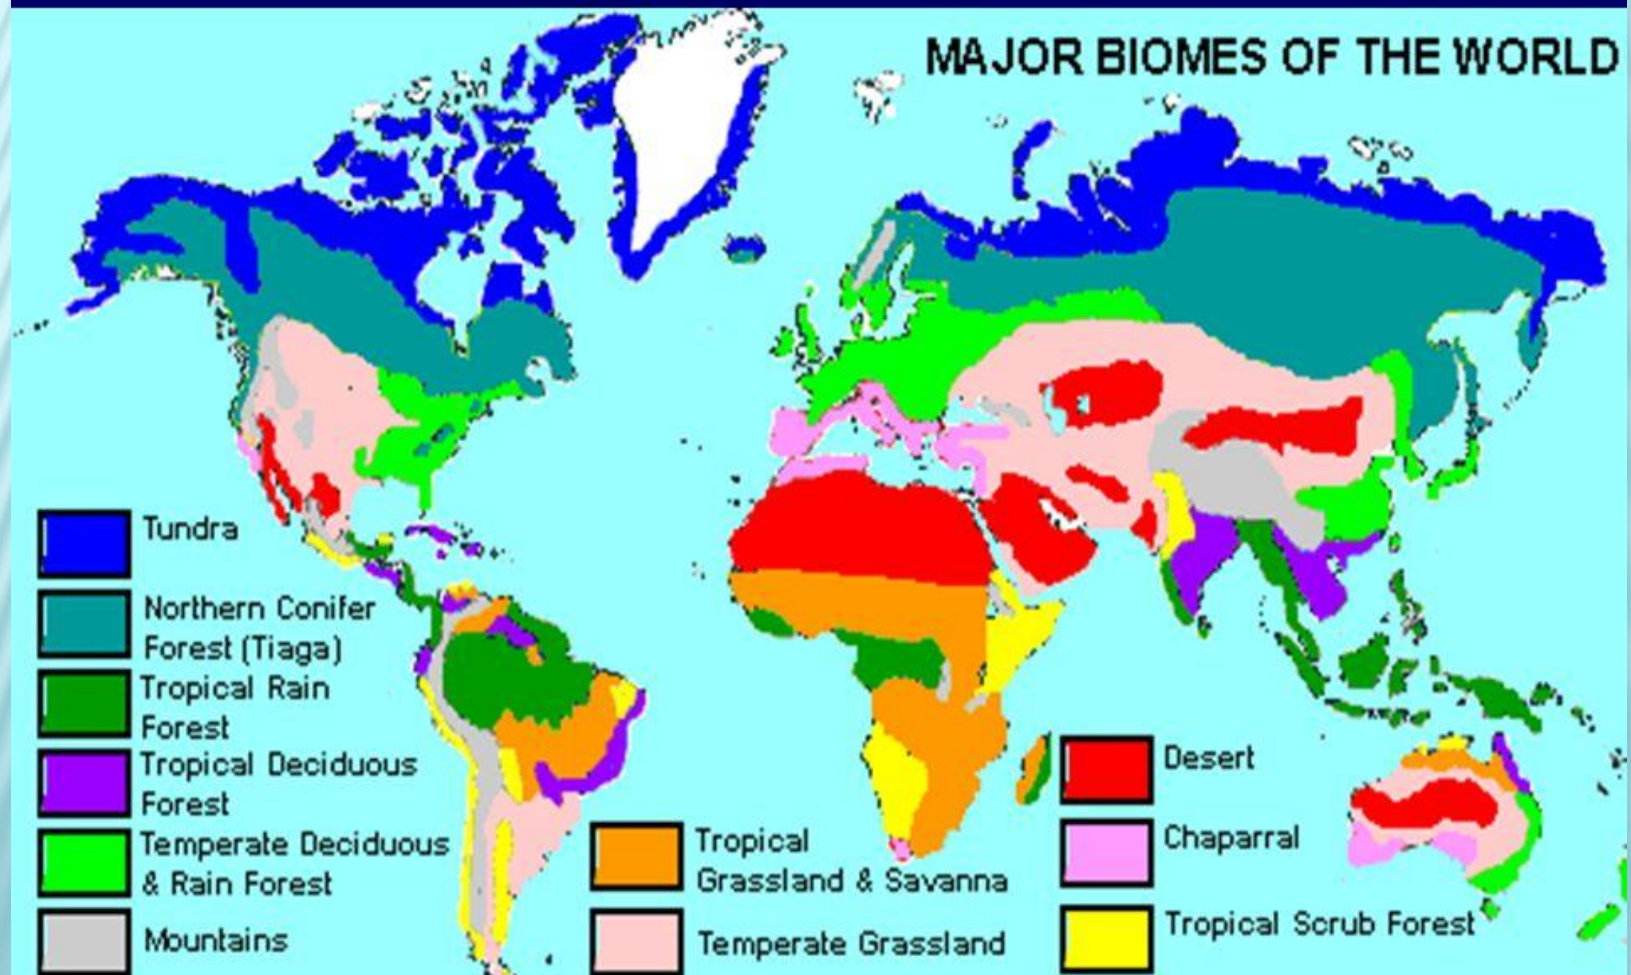 MAJOR BIOMES OF THE WORLD
Tundra
Northern Conifer
Forest (Tiaga)
Tropical Rain
Forest
Tropical Deciduous
Forest
Temperate Deciduous
& Rain Forest
Mountains
Tropical
Grassland & Savanna
Temperate Grassland
Desert
Chaparral
Tropical Scrub Forest